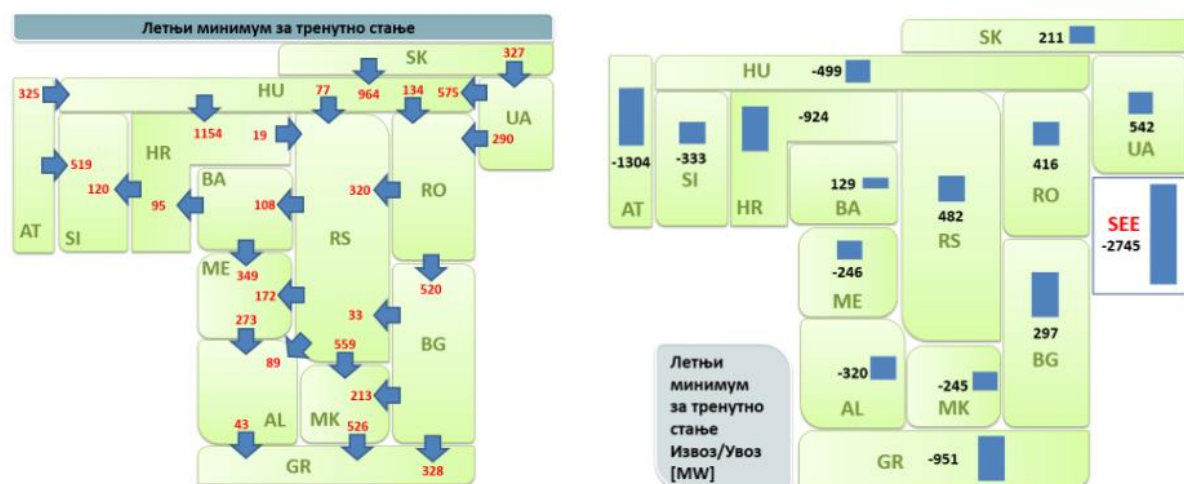 Летњи минимум за тренутно стање
SK 327
325 HU 77 964 134 575
UA
1154 19 290
HR
519 BA RO
120 95 108 320
AT SI RS
ME 349 520
172
273 33
559 BG
89
213
43 AL MK 526
GR 328
SK 211
HU -499
-924 542
-1304 -333 416 UA
SI
129 RO
AT HR BA 482 SEE
RS -2745
-246
ME
297
BG
Летњи
минимум
за тренутно
стање
Извоз/Увоз
[MW]
-320 -245
AL MK
GR -951